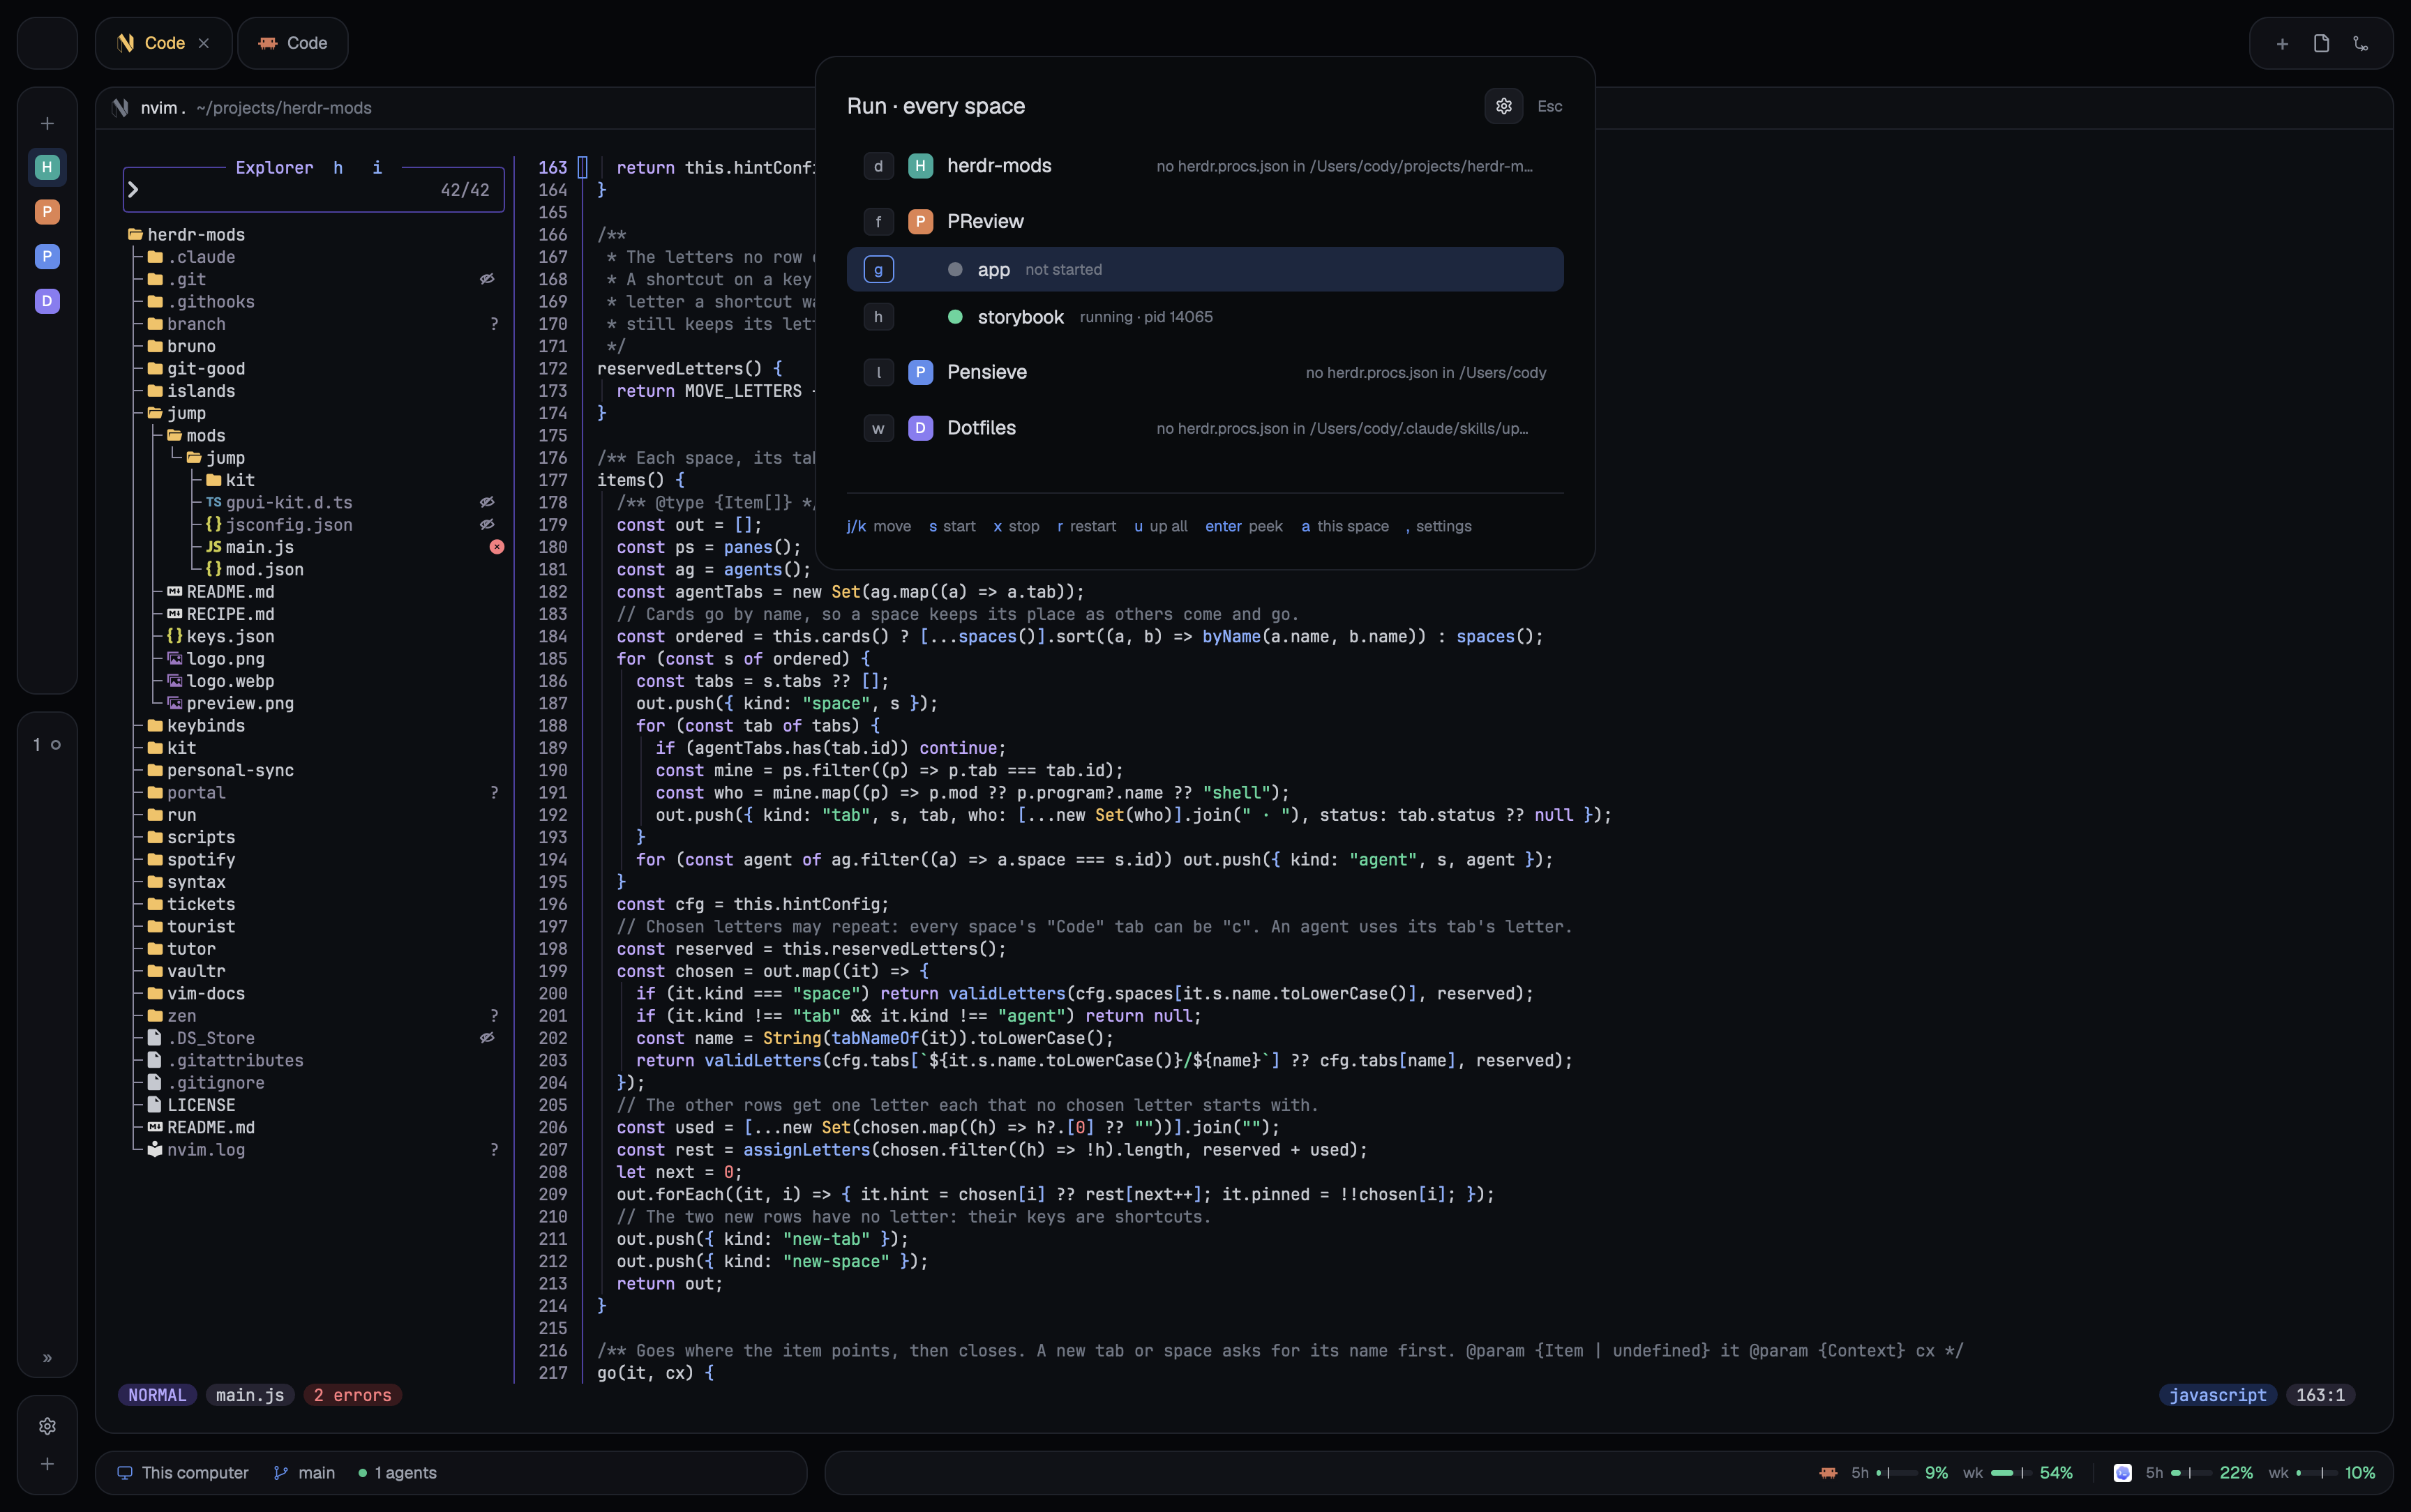 Code ×
Code
nvim . ~/projects/herdr-mods
H
P
P
D
1
Explorer h i
42/42
herdr-mods
.claude
.git
.githooks
branch ?
bruno
git-good
islands
jump
mods
jump
kit
TS gpui-kit.d.ts
{} jsconfig.json
JS main.js
{} mod.json
README.md
RECIPE.md
{} keys.json
logo.png
logo.webp
preview.png
keybinds
kit
personal-sync
portal ?
run
scripts
spotify
syntax
tickets
tourist
tutor
vaultr
vim-docs
zen ?
.DS_Store
.gitattributes
.gitignore
LICENSE
README.md
nvim.log ?
163 return this.hintConf
164 }
165
166 /**
167 * The letters no row
168 * A shortcut on a key
169 * letter a shortcut
170 * still keeps its
171 */
172 reservedLetters() {
173 return MOVE_LETTERS
174 }
175
176 /** Each space, its
177 items() {
178 /** @type {Item[]}
179 const out = [];
180 const ps = panes();
181 const ag = agents();
182 const agentTabs = new Set(ag.map((a) => a.tab));
183 // Cards go by name, so a space keeps its place as others come and go.
184 const ordered = this.cards() ? [...spaces()].sort((a, b) => byName(a.name, b.name)) : spaces();
185 for (const s of ordered) {
186 const tabs = s.tabs ?? [];
187 out.push({ kind: "space", s });
188 for (const tab of tabs) {
189 if (agentTabs.has(tab.id)) continue;
190 const mine = ps.filter((p) => p.tab === tab.id);
191 const who = mine.map((p) => p.mod ?? p.program?.name ?? "shell");
192 out.push({ kind: "tab", s, tab, who: [...new Set(who)].join(" · "), status: tab.status ?? null });
193 }
194 for (const agent of ag.filter((a) => a.space === s.id)) out.push({ kind: "agent", s, agent });
195 }
196 const cfg = this.hintConfig;
197 // Chosen letters may repeat: every space's "Code" tab can be "c". An agent uses its tab's letter.
198 const reserved = this.reservedLetters();
199 const chosen = out.map((it) => {
200 if (it.kind === "space") return validLetters(cfg.spaces[it.s.name.toLowerCase()], reserved);
201 if (it.kind !== "tab" && it.kind !== "agent") return null;
202 const name = String(tabNameOf(it)).toLowerCase();
203 return validLetters(cfg.tabs[`${it.s.name.toLowerCase()}/${name}`] ?? cfg.tabs[name], reserved);
204 });
205 // The other rows get one letter each that no chosen letter starts with.
206 const used = [...new Set(chosen.map((h) => h?.[0] ?? ""))].join("");
207 const rest = assignLetters(chosen.filter((h) => !h).length, reserved + used);
208 let next = 0;
209 out.forEach((it, i) => { it.hint = chosen[i] ?? rest[next++]; it.pinned = !!chosen[i]; });
210 // The two new rows have no letter: their keys are shortcuts.
211 out.push({ kind: "new-tab" });
212 out.push({ kind: "new-space" });
213 return out;
214 }
215
216 /** Goes where the item points, then closes. A new tab or space asks for its name first. @param {Item | undefined} it @param {Context} cx */
217 go(it, cx) {
Run · every space
Esc
d H herdr-mods no herdr.procs.json in /Users/cody/projects/herdr-m...
f P PReview
g app not started
h storybook running · pid 14065
l P Pensieve no herdr.procs.json in /Users/cody
w D Dotfiles no herdr.procs.json in /Users/cody/.claude/skills/up...
j/k move s start x stop r restart u up all enter peek a this space , settings
NORMAL main.js 2 errors
javascript 163:1
This computer main 1 agents
5h 9% wk 54% 5h 22% wk 10%